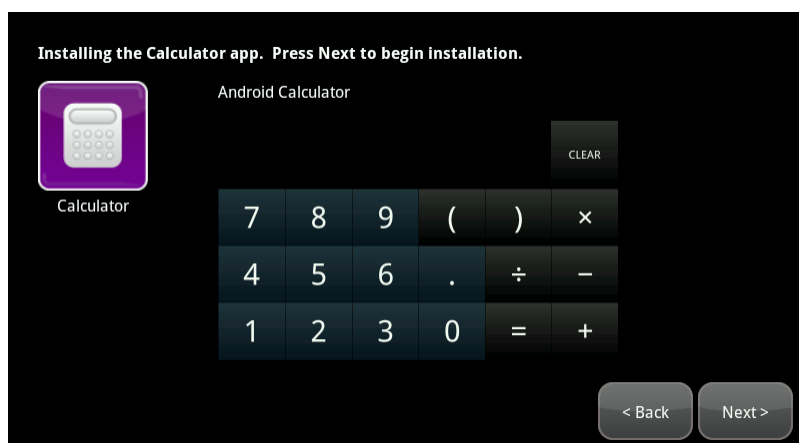 Installing the Calculator app.  Press Next to begin installation.
Android Calculator
CLEAR
Calculator
7 8 9 ( ) ×
4 5 6 . ÷ −
1 2 3 0 = +
< Back Next >